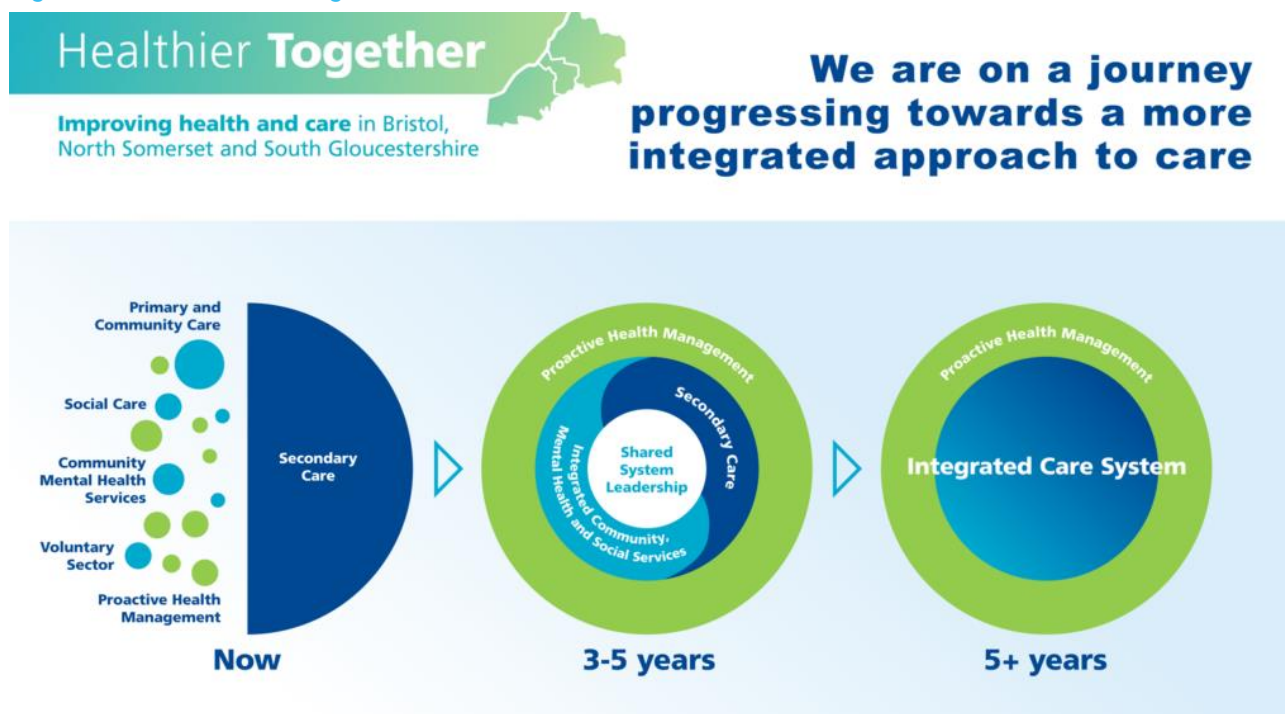 Healthier Together
Improving health and care in Bristol,
North Somerset and South Gloucestershire
We are on a journey
progressing towards a more
integrated approach to care
Primary and
Community Care
Social Care
Community
Mental Health
Services
Voluntary
Sector
Proactive Health
Management
Secondary
Care
Now
Proactive Health Management
Secondary Care
Shared
System
Leadership
Integrated Community,
Mental Health and Social Services
3-5 years
Proactive Health Management
Integrated Care System
5+ years